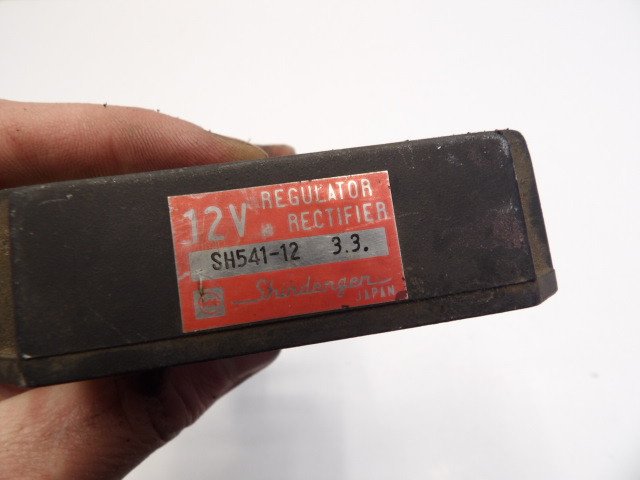 12V. REGULATOR
RECTIFIER
SH541-12 3.3.
Shindengen
JAPAN